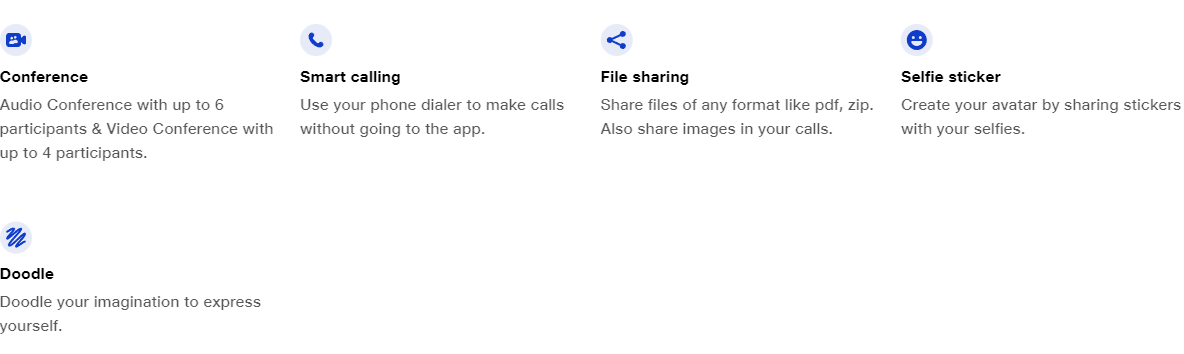 Conference
Audio Conference with up to 6
participants & Video Conference with
up to 4 participants.
Smart calling
Use your phone dialer to make calls
without going to the app.
File sharing
Share files of any format like pdf, zip.
Also share images in your calls.
Selfie sticker
Create your avatar by sharing stickers
with your selfies.
Doodle
Doodle your imagination to express
yourself.